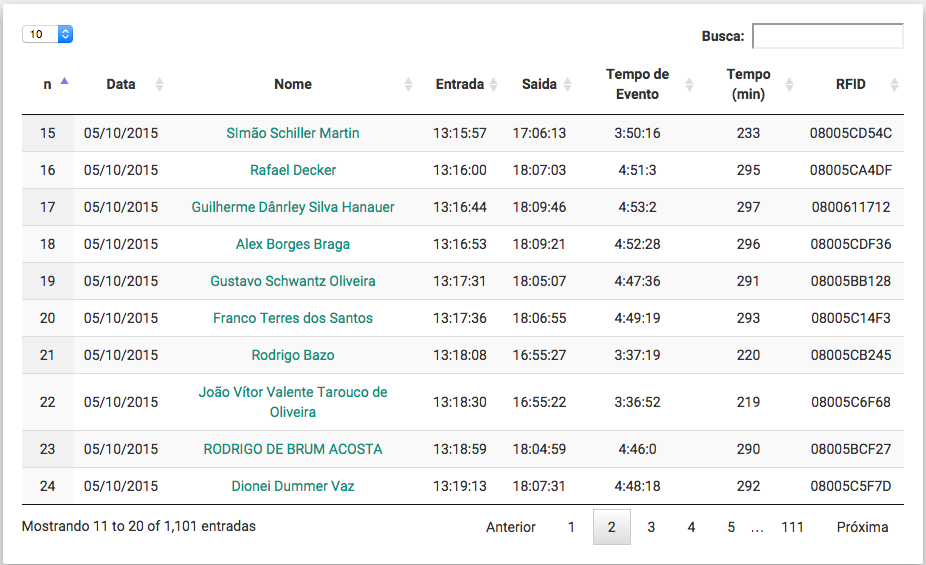 10
Busca:
n Data Nome Entrada Saida Tempo de Evento Tempo (min) RFID
15 05/10/2015 SImão Schiller Martin 13:15:57 17:06:13 3:50:16 233 08005CD54C
16 05/10/2015 Rafael Decker 13:16:00 18:07:03 4:51:3 295 08005CA4DF
17 05/10/2015 Guilherme Dânrley Silva Hanauer 13:16:44 18:09:46 4:53:2 297 0800611712
18 05/10/2015 Alex Borges Braga 13:16:53 18:09:21 4:52:28 296 08005CDF36
19 05/10/2015 Gustavo Schwantz Oliveira 13:17:31 18:05:07 4:47:36 291 08005BB128
20 05/10/2015 Franco Terres dos Santos 13:17:36 18:06:55 4:49:19 293 08005C14F3
21 05/10/2015 Rodrigo Bazo 13:18:08 16:55:27 3:37:19 220 08005CB245
22 05/10/2015 João Vítor Valente Tarouco de Oliveira 13:18:30 16:55:22 3:36:52 219 08005C6F68
23 05/10/2015 RODRIGO DE BRUM ACOSTA 13:18:59 18:04:59 4:46:0 290 08005BCF27
24 05/10/2015 Dionei Dummer Vaz 13:19:13 18:07:31 4:48:18 292 08005C5F7D
Mostrando 11 to 20 of 1,101 entradas
Anterior 1 2 3 4 5 ... 111 Próxima